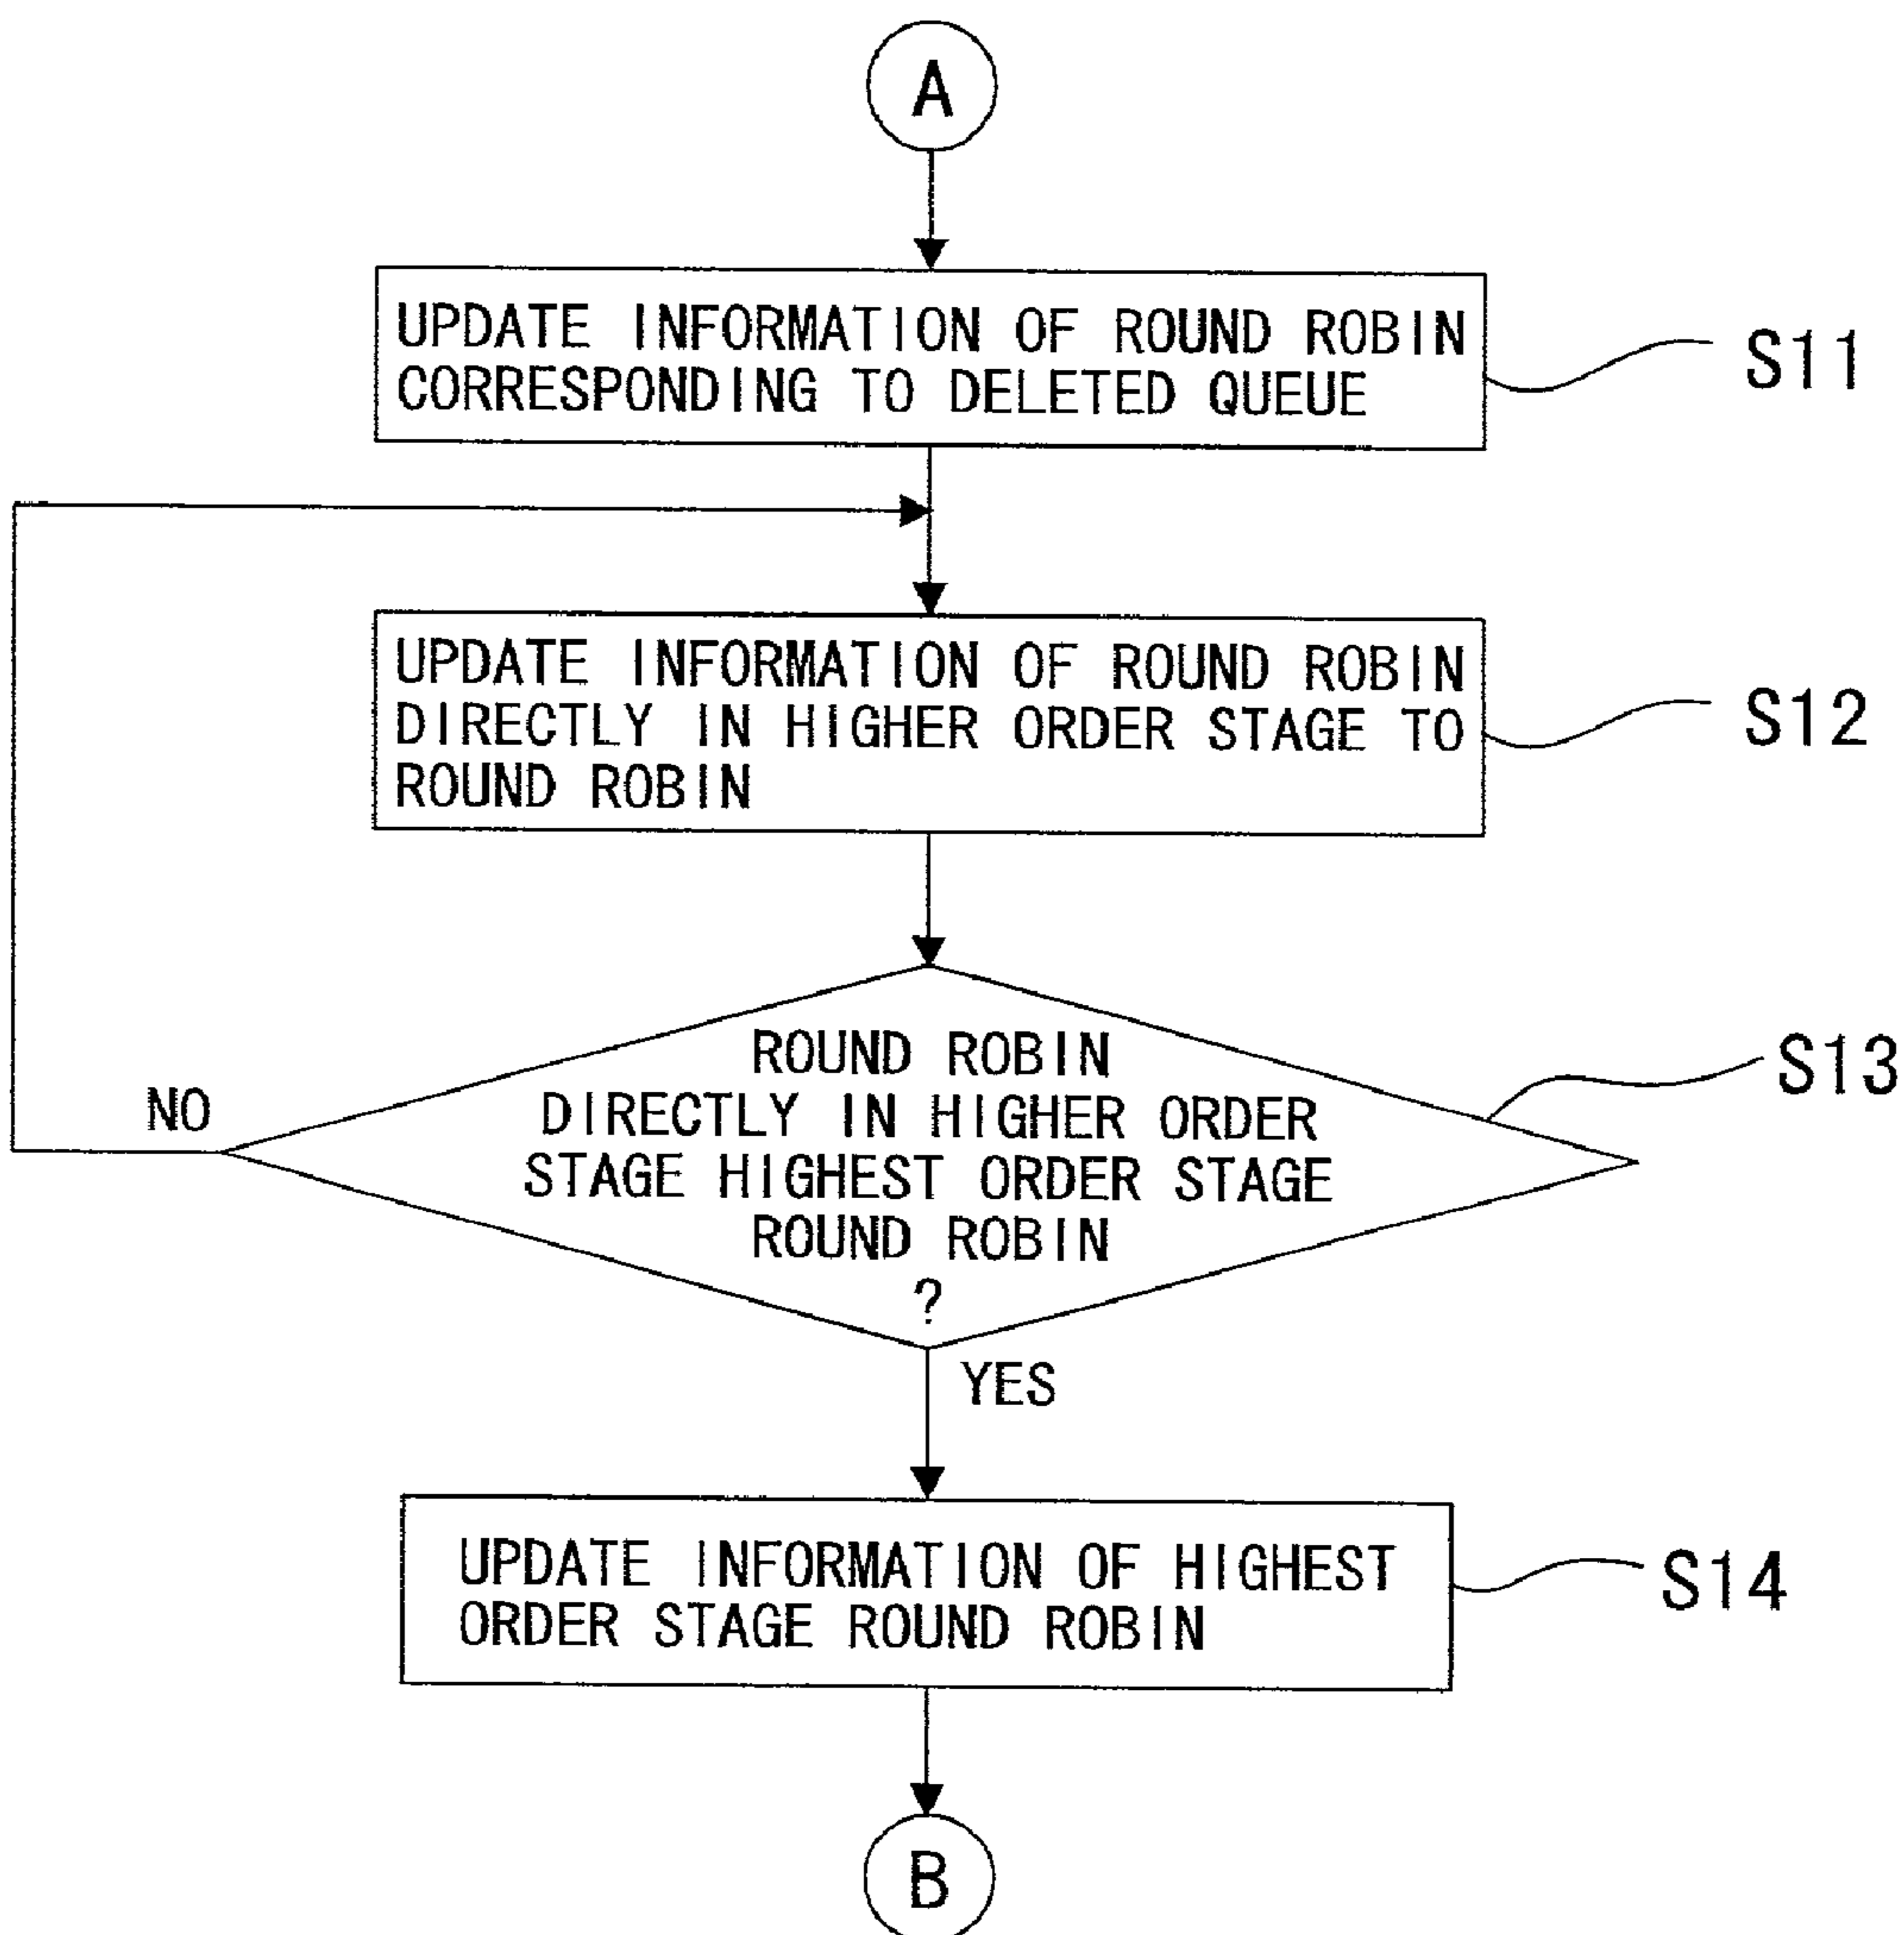 A
UPDATE INFORMATION OF ROUND ROBIN
CORRESPONDING TO DELETED QUEUE
S11
UPDATE INFORMATION OF ROUND ROBIN
DIRECTLY IN HIGHER ORDER STAGE TO
ROUND ROBIN
S12
ROUND ROBIN
DIRECTLY IN HIGHER ORDER
STAGE HIGHEST ORDER STAGE
ROUND ROBIN
?
S13
NO
YES
UPDATE INFORMATION OF HIGHEST
ORDER STAGE ROUND ROBIN
S14
B